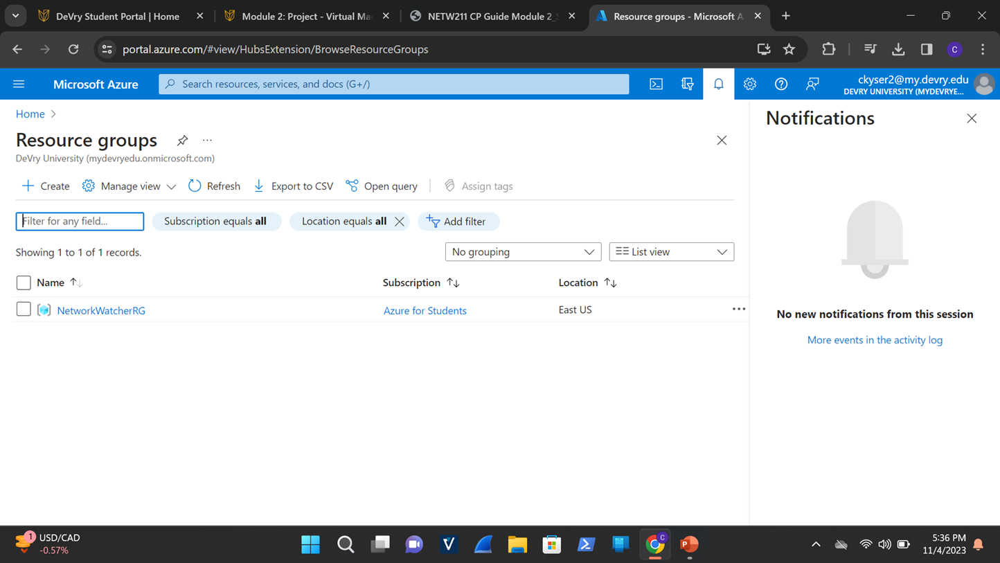 DeVry Student Portal | Home
Module 2: Project - Virtual Ma
NETW211 CP Guide Module 2_S
Resource groups - Microsoft A
portal.azure.com/#view/HubsExtension/BrowseResourceGroups
C
Microsoft Azure
Search resources, services, and docs (G+/)
ckyser2@my.devry.edu
DEVRY UNIVERSITY (MYDEVRYE...
Home
Notifications
Resource groups
...
DeVry University (mydevryedu.onmicrosoft.com)
Create
Manage view
Refresh
Export to CSV
Open query
Assign tags
Filter for any field...
Subscription equals all
Location equals all
Add filter
Showing 1 to 1 of 1 records.
No grouping
List view
Name
Subscription
Location
NetworkWatcherRG
Azure for Students
East US
No new notifications from this session
More events in the activity log
1
USD/CAD
-0.57%
V
C
P
5:36 PM
11/4/2023